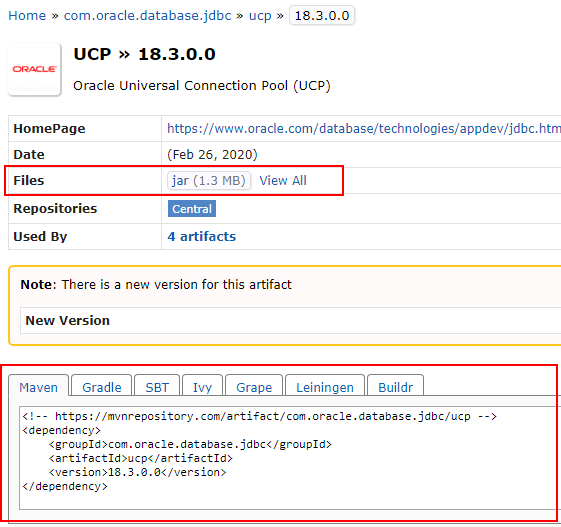 Home » com.oracle.database.jdbc » ucp » 18.3.0.0
ORACLE
UCP » 18.3.0.0
Oracle Universal Connection Pool (UCP)
HomePage https://www.oracle.com/database/technologies/appdev/jdbc.htm
Date (Feb 26, 2020)
Files jar (1.3 MB) View All
Repositories Central
Used By 4 artifacts
Note: There is a new version for this artifact
New Version
Maven Gradle SBT Ivy Grape Leiningen Buildr
<!-- https://mvnrepository.com/artifact/com.oracle.database.jdbc/ucp -->
<dependency>
    <groupId>com.oracle.database.jdbc</groupId>
    <artifactId>ucp</artifactId>
    <version>18.3.0.0</version>
</dependency>